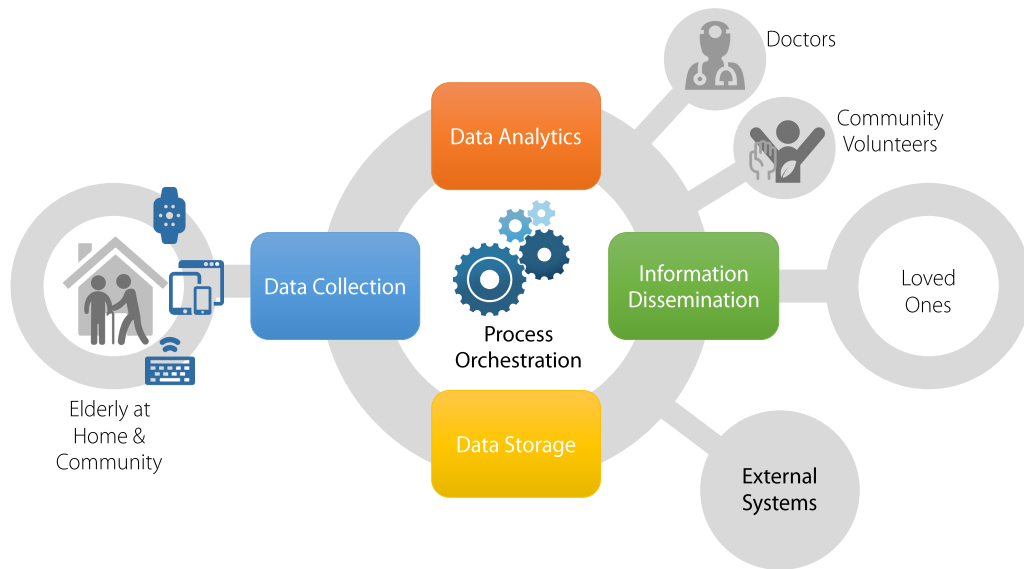 Doctors
Community
Volunteers
Data Analytics
Data Collection
Information
Dissemination
Loved
Ones
Process
Orchestration
Elderly at
Home &
Community
Data Storage
External
Systems